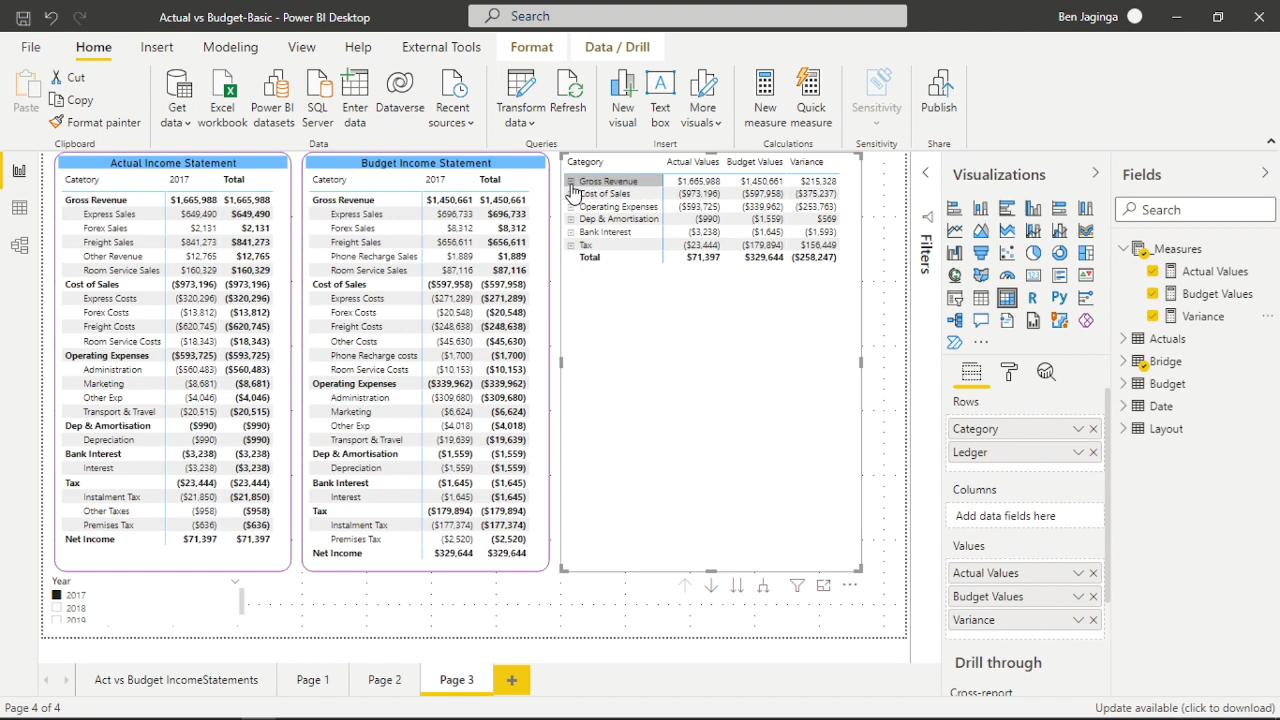 Actual vs Budget-Basic - Power BI Desktop
Search
Ben Jaginga
File Home Insert Modeling View Help External Tools Format Data / Drill
Paste
Cut
Copy
Format painter
Get data
Excel workbook
Power BI datasets
SQL Server
Enter data
Dataverse
Recent sources
Transform data
Refresh
New visual
Text box
More visuals
New measure
Quick measure
Sensitivity
Publish
Clipboard Data Queries Insert Calculations Sensitivity Share
Actual Income Statement
Catetory 2017 Total
Gross Revenue $1,665,988 $1,665,988
Express Sales $649,490 $649,490
Forex Sales $2,131 $2,131
Freight Sales $841,273 $841,273
Other Revenue $12,765 $12,765
Room Service Sales $160,329 $160,329
Cost of Sales ($973,196) ($973,196)
Express Costs ($320,296) ($320,296)
Forex Costs ($13,812) ($13,812)
Freight Costs ($620,745) ($620,745)
Room Service Costs ($18,343) ($18,343)
Operating Expenses ($593,725) ($593,725)
Administration ($560,483) ($560,483)
Marketing ($8,681) ($8,681)
Other Exp ($4,046) ($4,046)
Transport & Travel ($20,515) ($20,515)
Dep & Amortisation ($990) ($990)
Depreciation ($990) ($990)
Bank Interest ($3,238) ($3,238)
Interest ($3,238) ($3,238)
Tax ($23,444) ($23,444)
Instalment Tax ($21,850) ($21,850)
Other Taxes ($958) ($958)
Premises Tax ($636) ($636)
Net Income $71,397 $71,397
Budget Income Statement
Catetory 2017 Total
Gross Revenue $1,450,661 $1,450,661
Express Sales $696,733 $696,733
Forex Sales $8,312 $8,312
Freight Sales $656,611 $656,611
Phone Recharge Sales $1,889 $1,889
Room Service Sales $87,116 $87,116
Cost of Sales ($597,958) ($597,958)
Express Costs ($271,289) ($271,289)
Forex Costs ($20,548) ($20,548)
Freight Costs ($248,638) ($248,638)
Other Costs ($45,630) ($45,630)
Phone Recharge costs ($1,700) ($1,700)
Room Service Costs ($10,153) ($10,153)
Operating Expenses ($339,962) ($339,962)
Administration ($309,680) ($309,680)
Marketing ($6,624) ($6,624)
Other Exp ($4,018) ($4,018)
Transport & Travel ($19,639) ($19,639)
Dep & Amortisation ($1,559) ($1,559)
Depreciation ($1,559) ($1,559)
Bank Interest ($1,645) ($1,645)
Interest ($1,645) ($1,645)
Tax ($179,894) ($179,894)
Instalment Tax ($177,374) ($177,374)
Premises Tax ($2,520) ($2,520)
Net Income $329,644 $329,644
Category Actual Values Budget Values Variance
Gross Revenue $1,665,988 $1,450,661 $215,328
Cost of Sales ($973,196) ($597,958) ($375,237)
Operating Expenses ($593,725) ($339,962) ($253,763)
Dep & Amortisation ($990) ($1,559) $569
Bank Interest ($3,238) ($1,645) ($1,593)
Tax ($23,444) ($179,894) $156,449
Total $71,397 $329,644 ($258,247)
Year
2017
2018
2019
Filters
Visualizations
Rows
Category
Ledger
Columns
Add data fields here
Values
Actual Values
Budget Values
Variance
Drill through
Cross-report
Fields
Search
_Measures
Actual Values
Budget Values
Variance
Actuals
Bridge
Budget
Date
Layout
Act vs Budget IncomeStatements Page 1 Page 2 Page 3
Page 4 of 4
Update available (click to download)